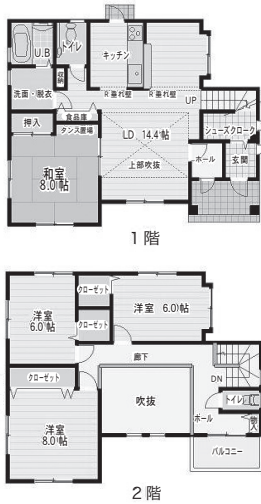 U.B
トイレ
キッチン
収納
洗面・脱衣
R垂れ壁
R垂れ壁
UP
食品庫
タンス置場
押入
LD 14.4帖
シューズクローク
ホール
玄関
上部吹抜
和室
8.0帖
1階
クローゼット
洋室
6.0帖
クローゼット
洋室 6.0帖
廊下
クローゼット
DN
トイレ
吹抜
ホール
物入
洋室
8.0帖
バルコニー
2階